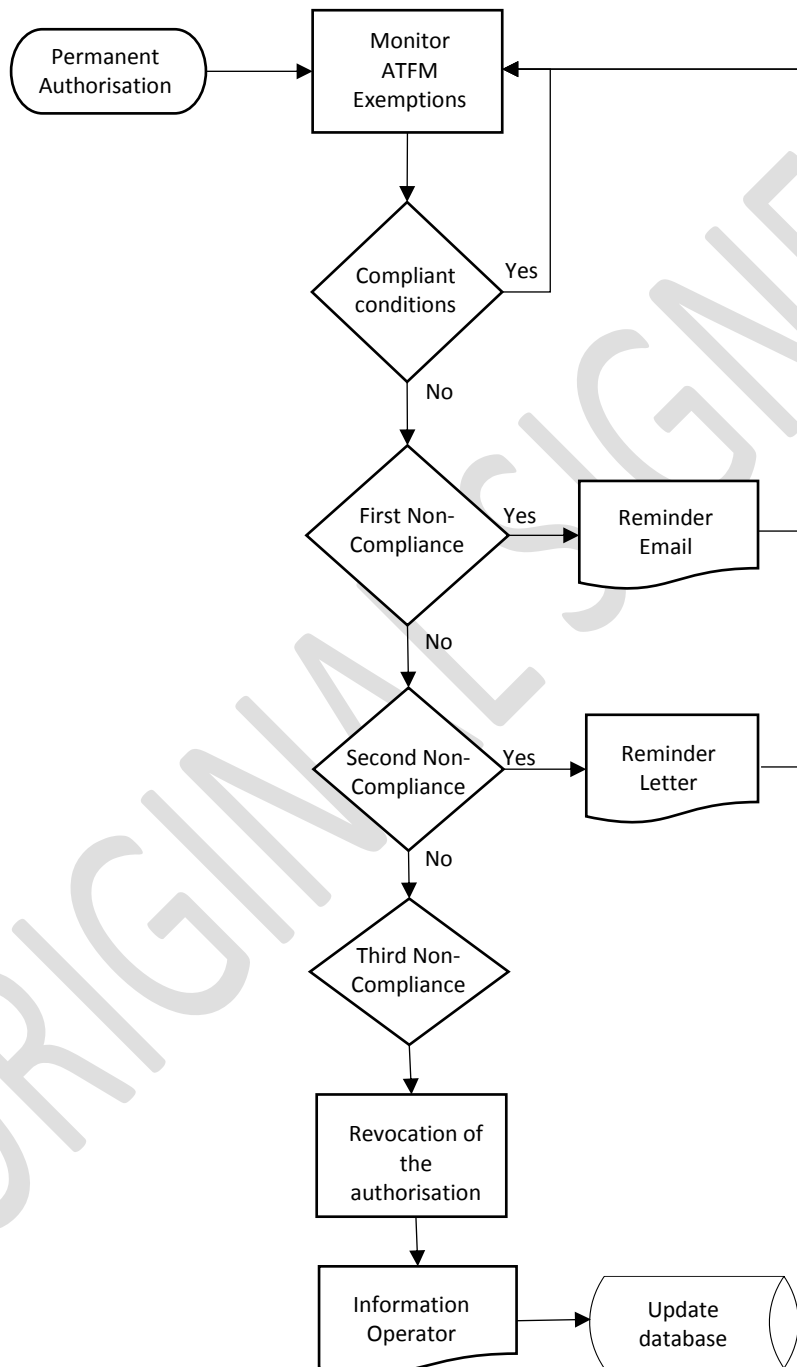 Permanent
Authorisation
Monitor
ATFM
Exemptions
Compliant
conditions
Yes
No
First Non-
Compliance
Yes
Reminder
Email
No
Second Non-
Compliance
Yes
Reminder
Letter
No
Third Non-
Compliance
Revocation of
the
authorisation
Information
Operator
Update
database
ORIGINAL SIGNE